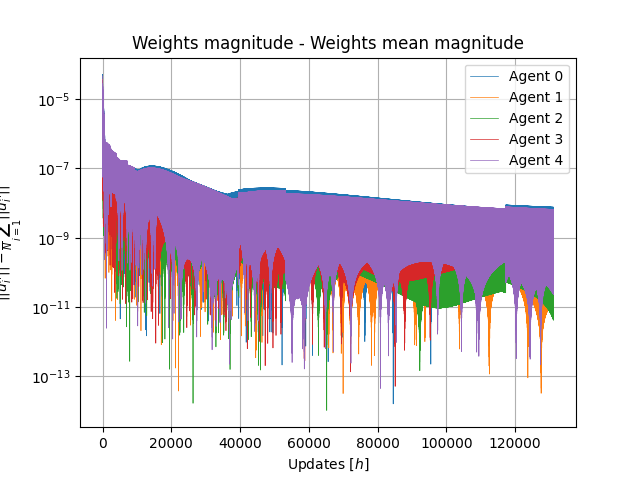 Weights magnitude - Weights mean magnitude
Agent 0
Agent 1
Agent 2
Agent 3
Agent 4
10⁻⁵
10⁻⁷
10⁻⁹
10⁻¹¹
10⁻¹³
0 20000 40000 60000 80000 100000 120000
Updates [h]